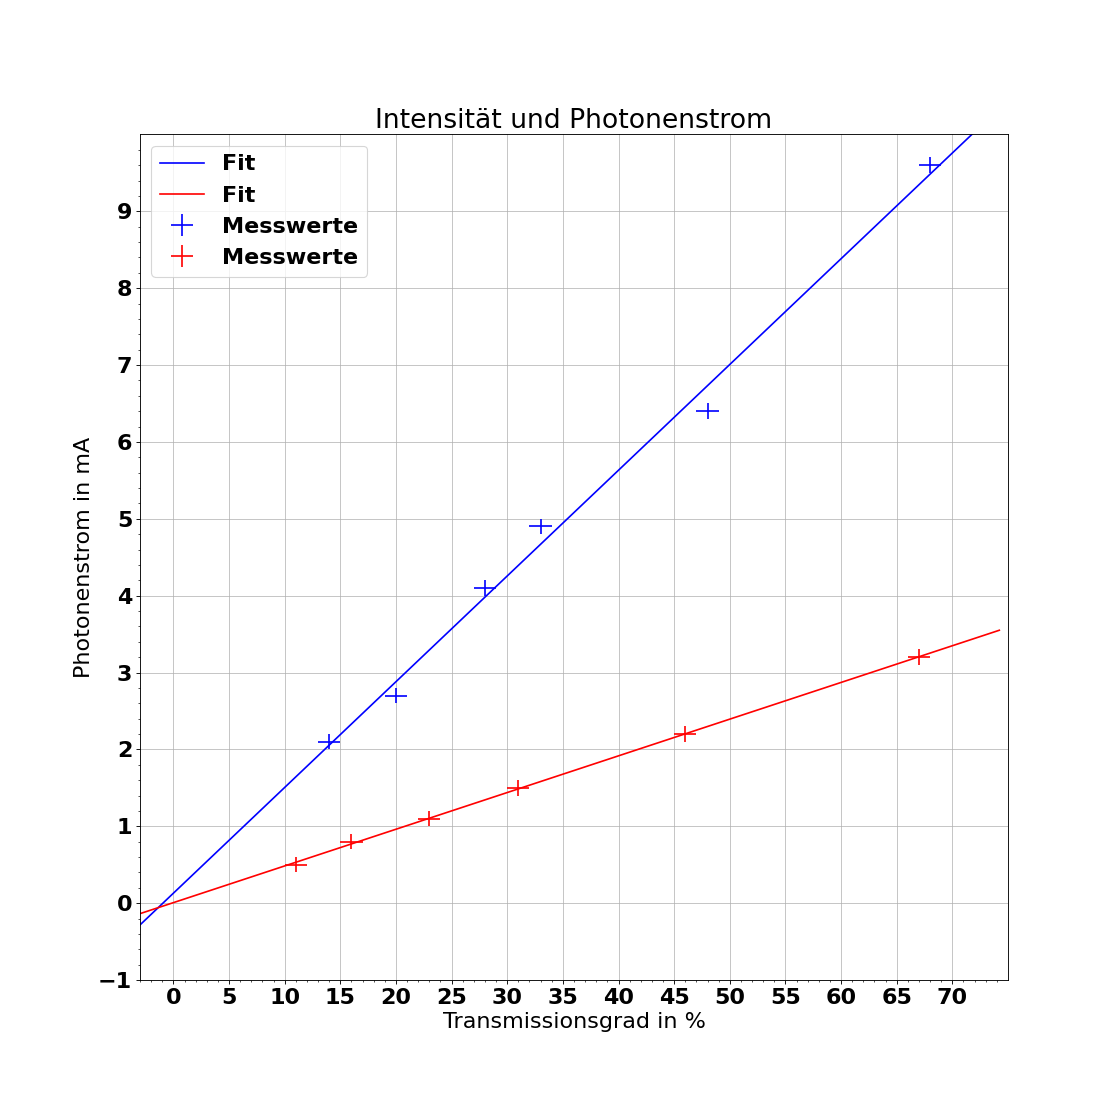 Intensität und Photonenstrom
Fit
Fit
Messwerte
Messwerte
9
8
7
6
5
4
3
2
1
0
−1
Photonenstrom in mA
0 5 10 15 20 25 30 35 40 45 50 55 60 65 70
Transmissionsgrad in %